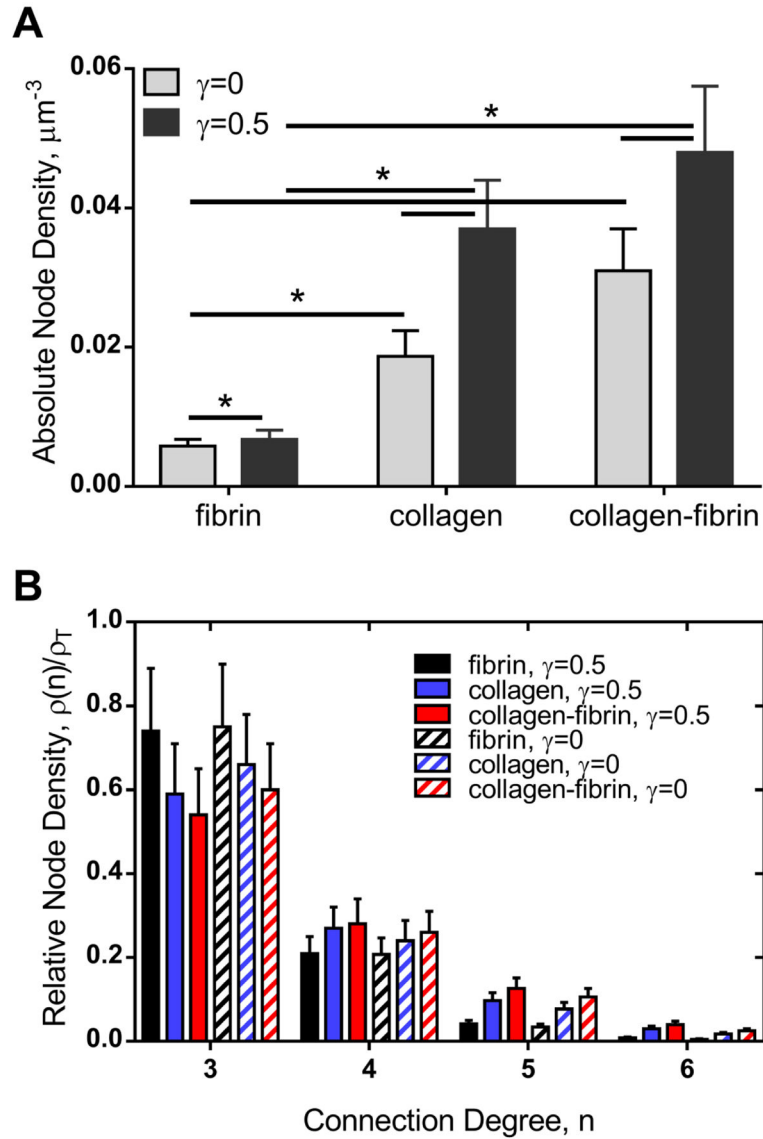 A
0.06
γ=0
γ=0.5
*
*
0.04
*
0.02
*
0.00
Absolute Node Density, μm-3
fibrin
collagen
collagen-fibrin
B
1.0
0.8
0.6
0.4
0.2
0.0
Relative Node Density, ρ(n)/ρT
fibrin, γ=0.5
collagen, γ=0.5
collagen-fibrin, γ=0.5
fibrin, γ=0
collagen, γ=0
collagen-fibrin, γ=0
3
4
5
6
Connection Degree, n